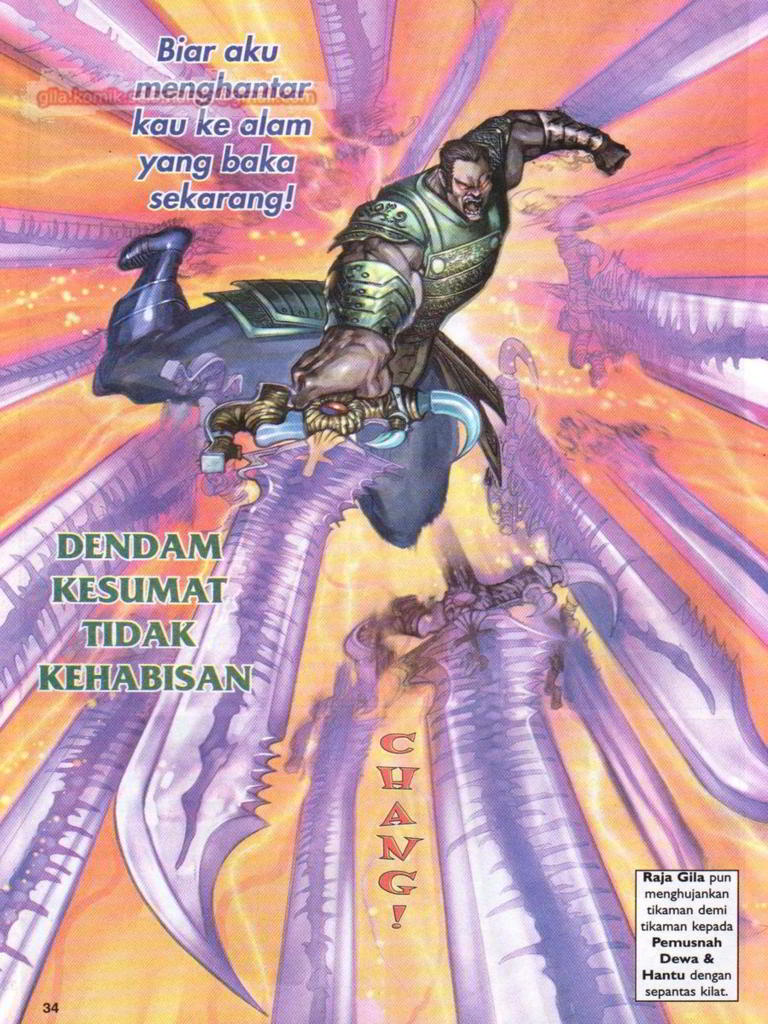 Biar aku
menghantar
kau ke alam
yang baka
sekarang!
DENDAM
KESUMAT
TIDAK
KEHABISAN
CHANG!
Raja Gila pun
menghujankan
tikaman demi
tikaman kepada
Pemusnah
Dewa &
Hantu dengan
sepantas kilat.
34